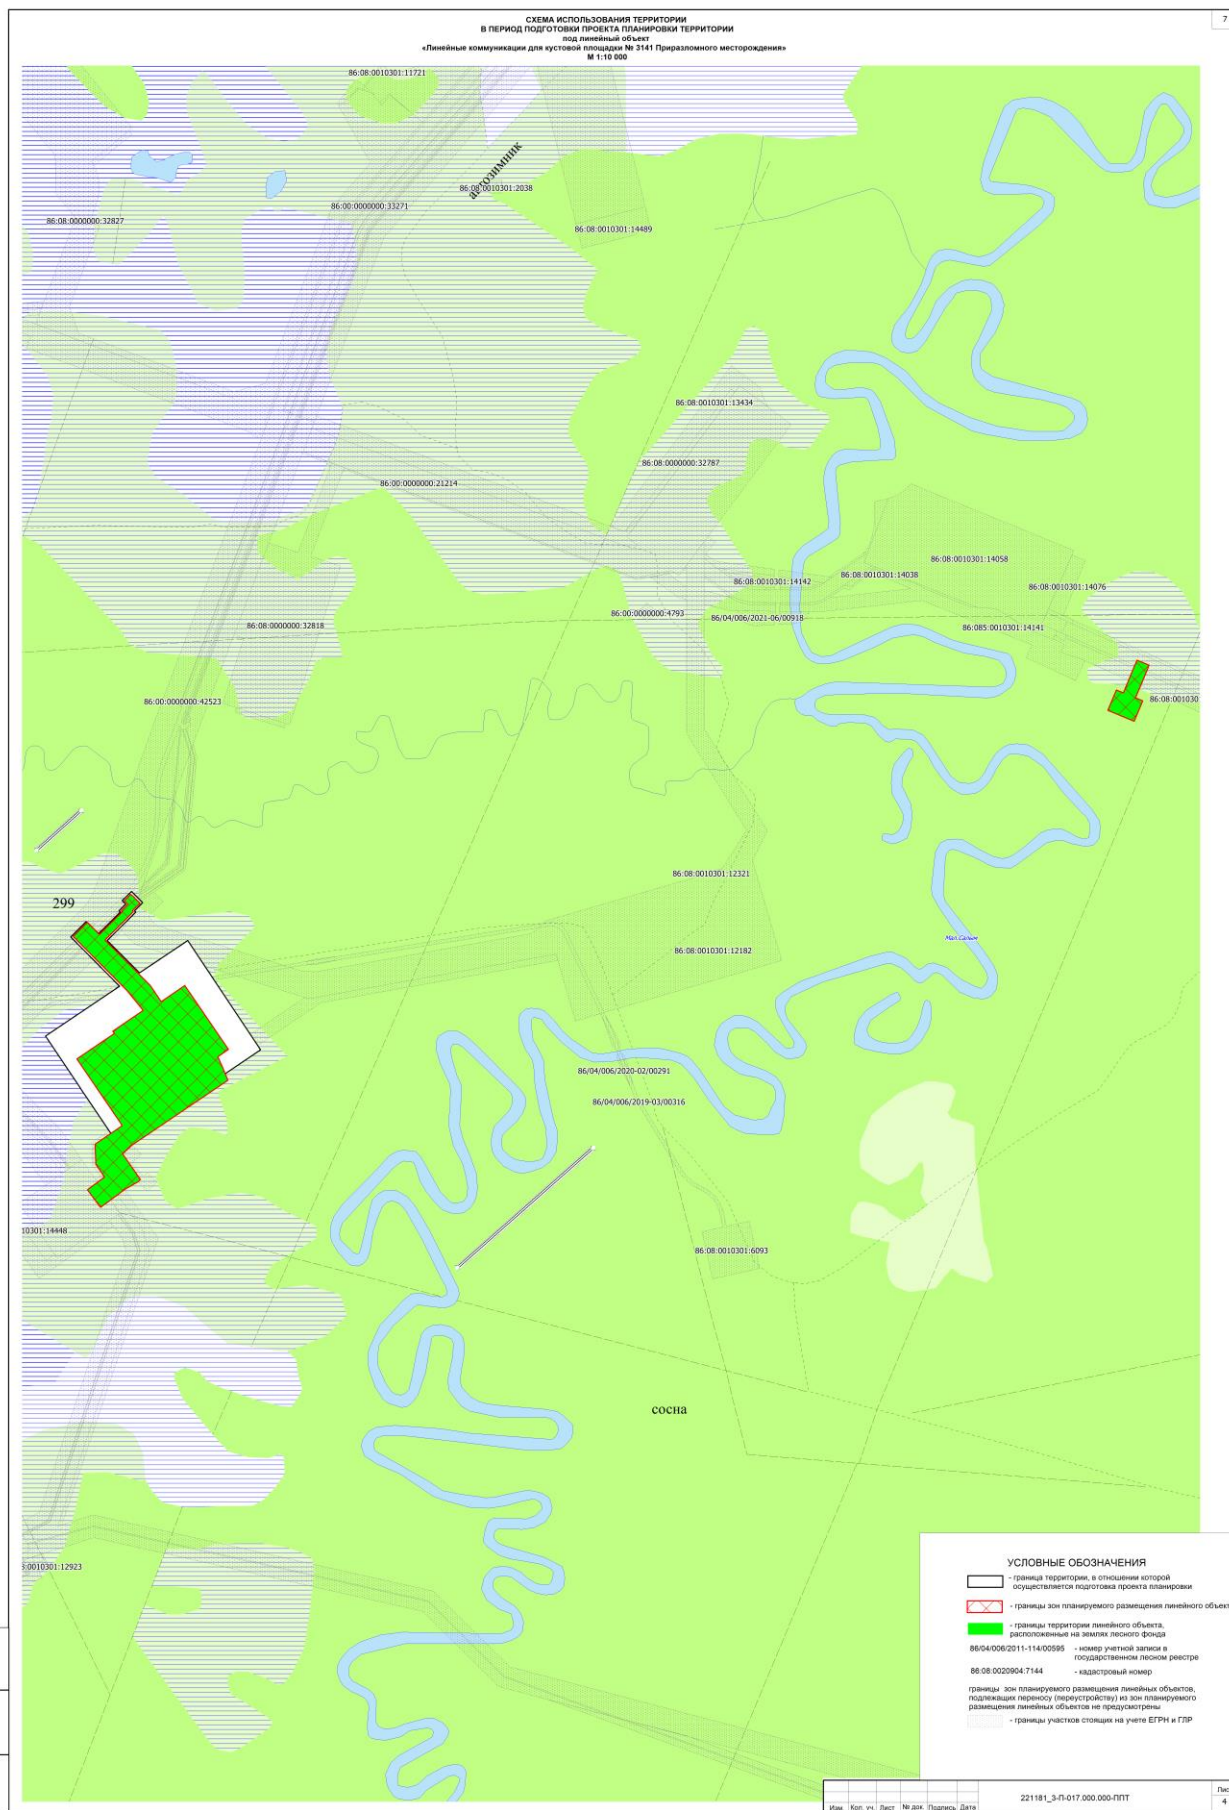 СХЕМА ИСПОЛЬЗОВАНИЯ ТЕРРИТОРИИ
В ПЕРИОД ПОДГОТОВКИ ПРОЕКТА ПЛАНИРОВКИ ТЕРРИТОРИИ
под линейный объект
«Линейные коммуникации для кустовой площадки № 3141 Приразломного месторождения»
М 1:10 000
7
86:08:0010301:11721
автозимник
86:08:0010301:2038
86:00:0000000:33271
86:08:0000000:32827
86:08:0010301:14489
86:08:0010301:13434
86:08:0000000:32787
86:00:0000000:21214
86:08:0010301:14058
86:08:0010301:14038
86:08:0010301:14142
86:08:0010301:14076
86:00:0000000:4793
86/04/006/2021-06/00918
86:08:0000000:32818
86:085:0010301:14141
86:00:0000000:42523
86:08:001030
86:08:0010301:12321
299
Мал.Салым
86:08:0010301:12182
86/04/006/2020-02/00291
86/04/006/2019-03/00316
10301:14448
86:08:0010301:6093
сосна
8:0010301:12923
УСЛОВНЫЕ ОБОЗНАЧЕНИЯ
- граница территории, в отношении которой
осуществляется подготовка проекта планировки
- границы зон планируемого размещения линейного объект
- границы территории линейного объекта,
расположенные на землях лесного фонда
86/04/006/2011-114/00595 - номер учетной записи в
государственном лесном реестре
86:08:0020904:7144 - кадастровый номер
границы зон планируемого размещения линейных объектов,
подлежащих переносу (переустройству) из зон планируемого
размещения линейных объектов не предусмотрены
- границы участков стоящих на учете ЕГРН и ГЛР
221181_3-П-017.000.000-ППТ
Лис
4
Изм Кол. уч. Лист № док. Подпись Дата